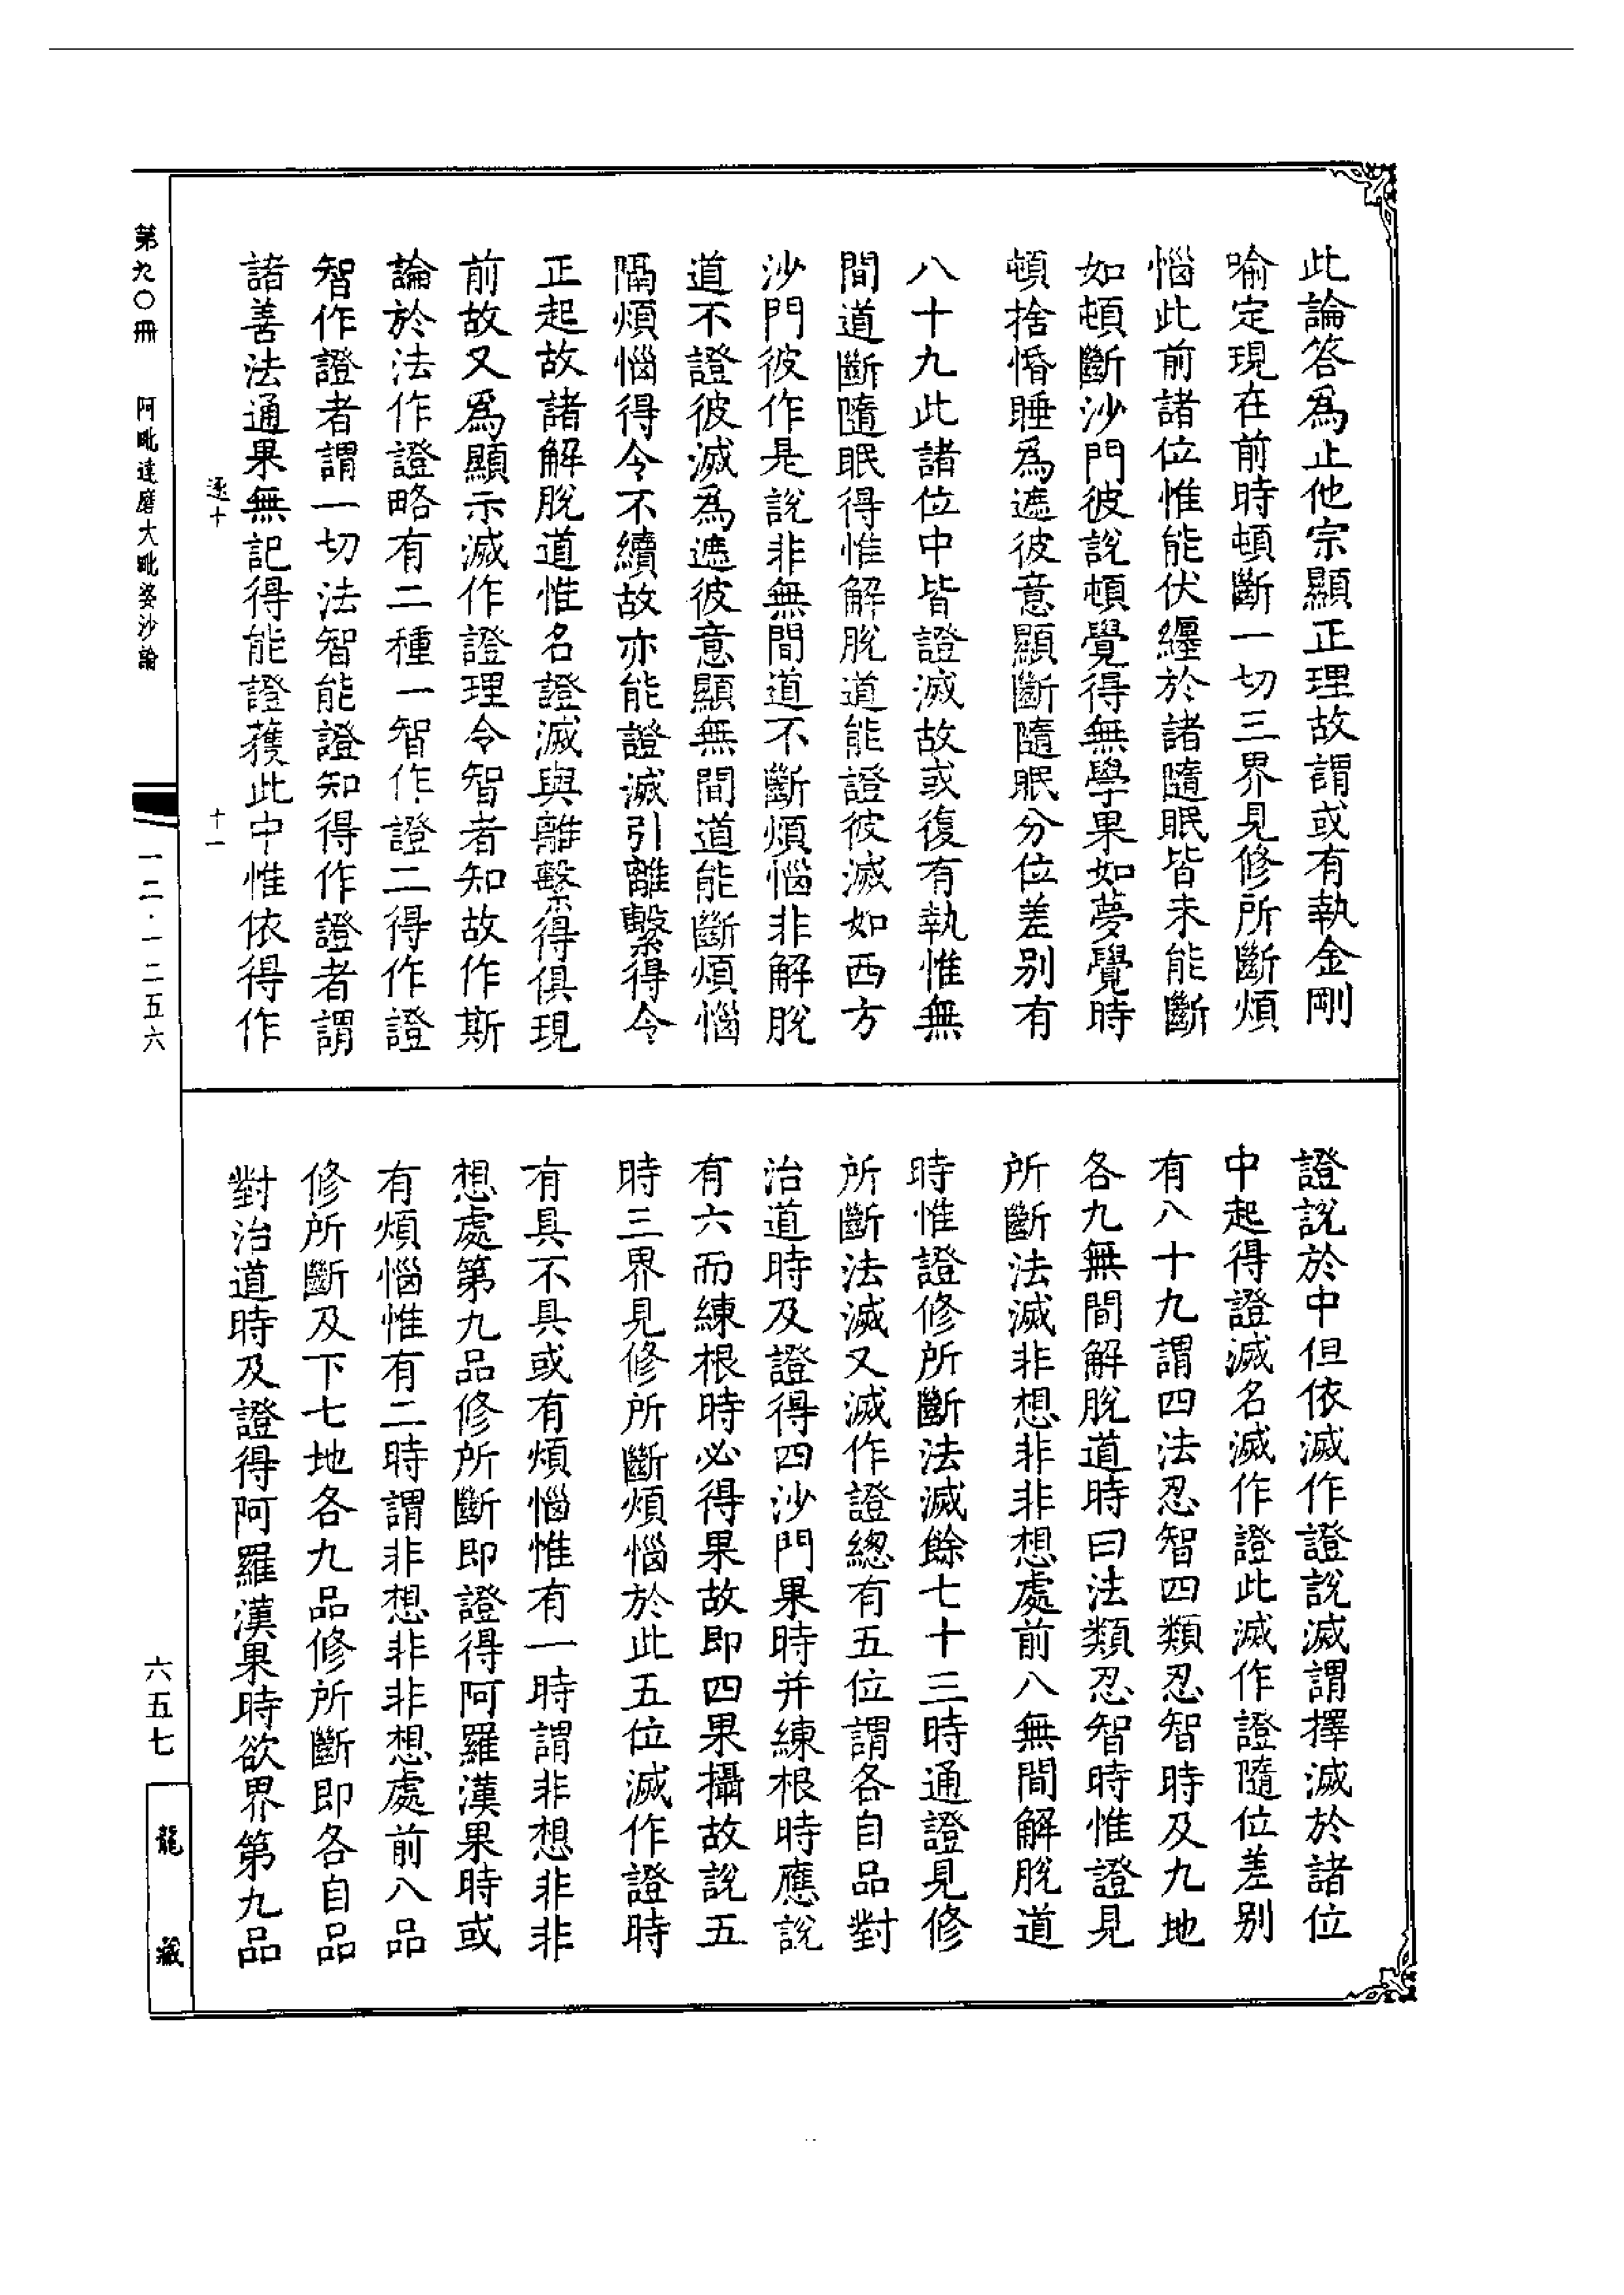 此論答為止他宗顯正理故謂或有執金剛
喻定現在前時頓斷一切三界見修所斷煩
惱此前諸位惟能伏纏於諸隨眠皆未能斷
如頓斷沙門彼說頓覺得無學果如夢覺時
頓捨惛睡為遮彼意顯斷隨眠分位差別有
八十九此諸位中皆證滅故或復有執惟無
間道斷隨眠得惟解脫道能證彼滅如西方
沙門彼作是說非無間道不斷煩惱非解脫
道不證彼滅為遮彼意顯無間道能斷煩惱
隔煩惱得令不續故亦能證滅引離繫得令
正起故諸解脫道惟名證滅與離繫得俱現
前故又為顯示滅作證理令智者知故作斯
論於法作證略有二種一智作證二得作證
智作證者謂一切法智能證知得作證者謂
諸善法通果無記得能證獲此中惟依得作
證說於中但依滅作證說滅謂擇滅於諸位
中起得證滅名滅作證此滅作證隨位差别
有八十九謂四法忍智四類忍智時及九地
各九無間解脫道時曰法類忍智時惟證見
所斷法滅非想非非想處前八無間解脫道
時惟證修所斷法滅餘七十三時通證見修
所斷法滅又滅作證總有五位謂各自品對
治道時及證得四沙門果時并練根時應說
有六而練根時必得果故即四果攝故說五
時三界見修所斷煩惱於此五位滅作證時
有具不具或有煩惱惟有一時謂非想非非
想處第九品修所斷即證得阿羅漢果時或
有煩惱惟有二時謂非想非非想處前八品
修所斷及下七地各九品修所斷即各自品
對治道時及證得阿羅漢果時欲界第九品
逐十
十一
第九〇冊
阿毗達磨大毗婆沙論
一二·一二五六
六五七
龍藏